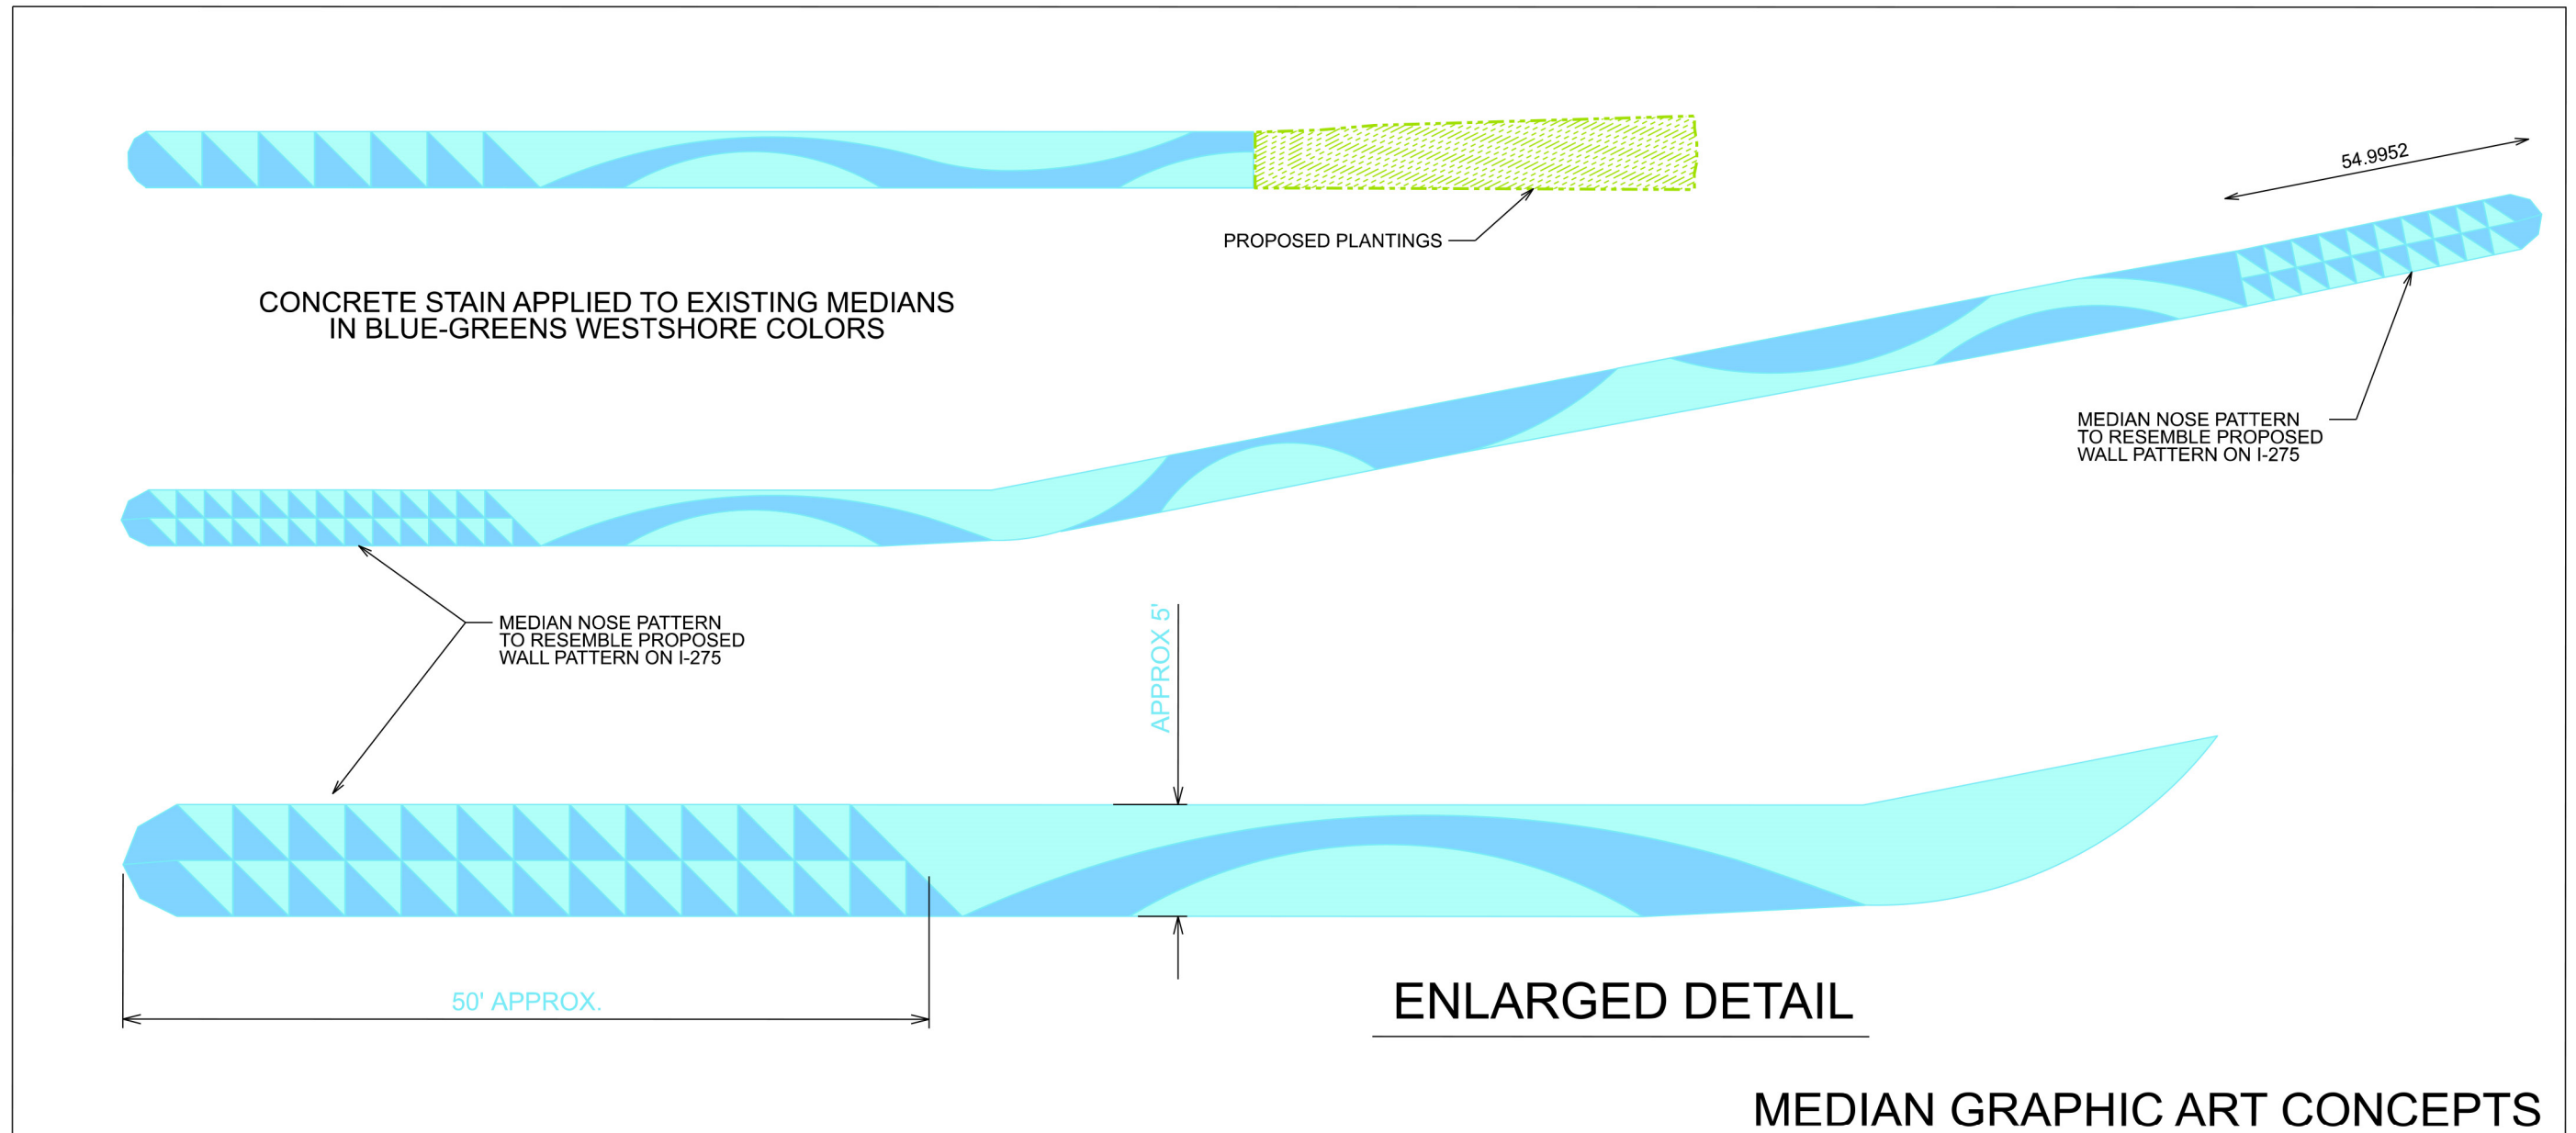 54.9952
PROPOSED PLANTINGS
CONCRETE STAIN APPLIED TO EXISTING MEDIANS
IN BLUE-GREENS WESTSHORE COLORS
MEDIAN NOSE PATTERN
TO RESEMBLE PROPOSED
WALL PATTERN ON I-275
MEDIAN NOSE PATTERN
TO RESEMBLE PROPOSED
WALL PATTERN ON I-275
APPROX 5'
50' APPROX.
ENLARGED DETAIL
MEDIAN GRAPHIC ART CONCEPTS